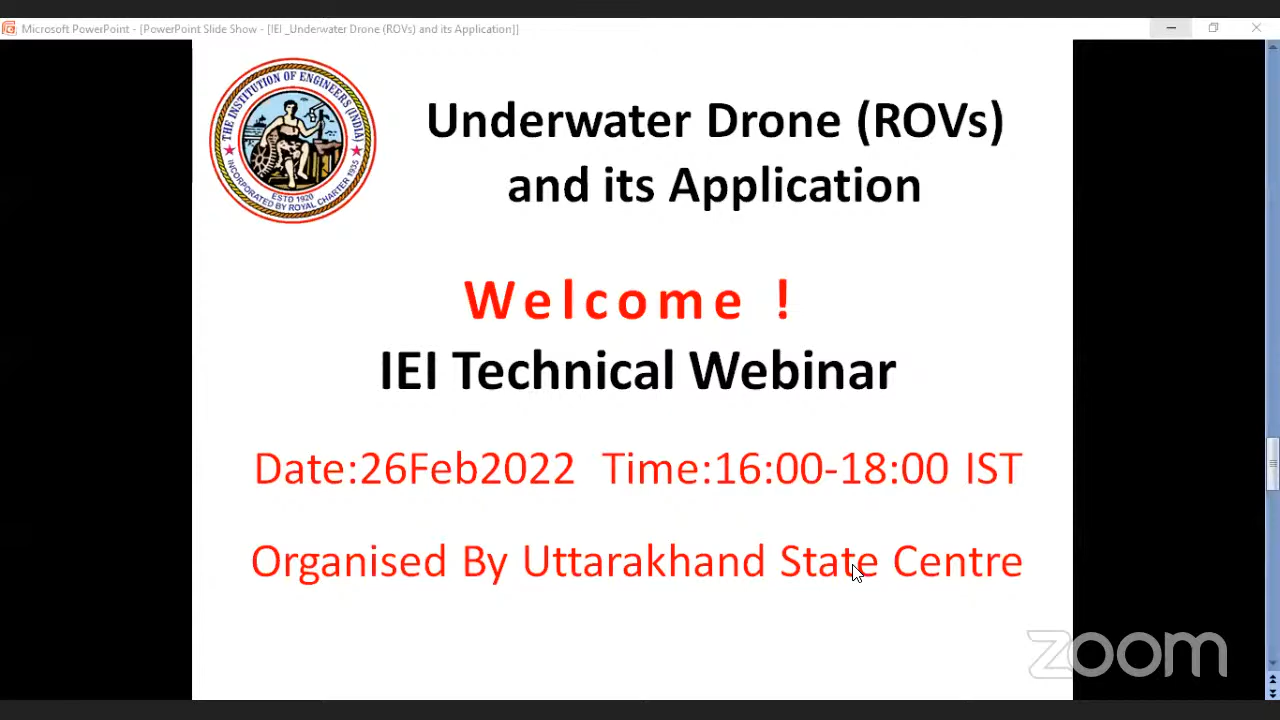 Microsoft PowerPoint - [PowerPoint Slide Show - [IEI _Underwater Drone (ROVs) and its Application]]
THE INSTITUTION OF ENGINEERS (INDIA)
ESTD 1920
INCORPORATED BY ROYAL CHARTER 1935
Underwater Drone (ROVs)
and its Application
Welcome !
IEI Technical Webinar
Date:26Feb2022 Time:16:00-18:00 IST
Organised By Uttarakhand State Centre
zoom